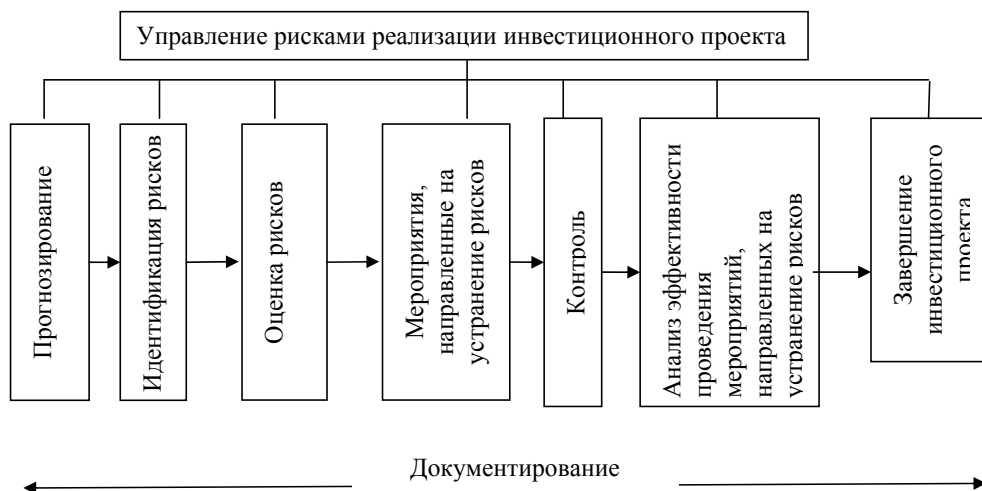 Управление рисками реализации инвестиционного проекта
Прогнозирование
Идентификация рисков
Оценка рисков
Мероприятия,
направленные на
устранение рисков
Контроль
Анализ эффективности
проведения
мероприятий,
направленных на
устранение рисков
Завершение
инвестиционного
проекта
Документирование